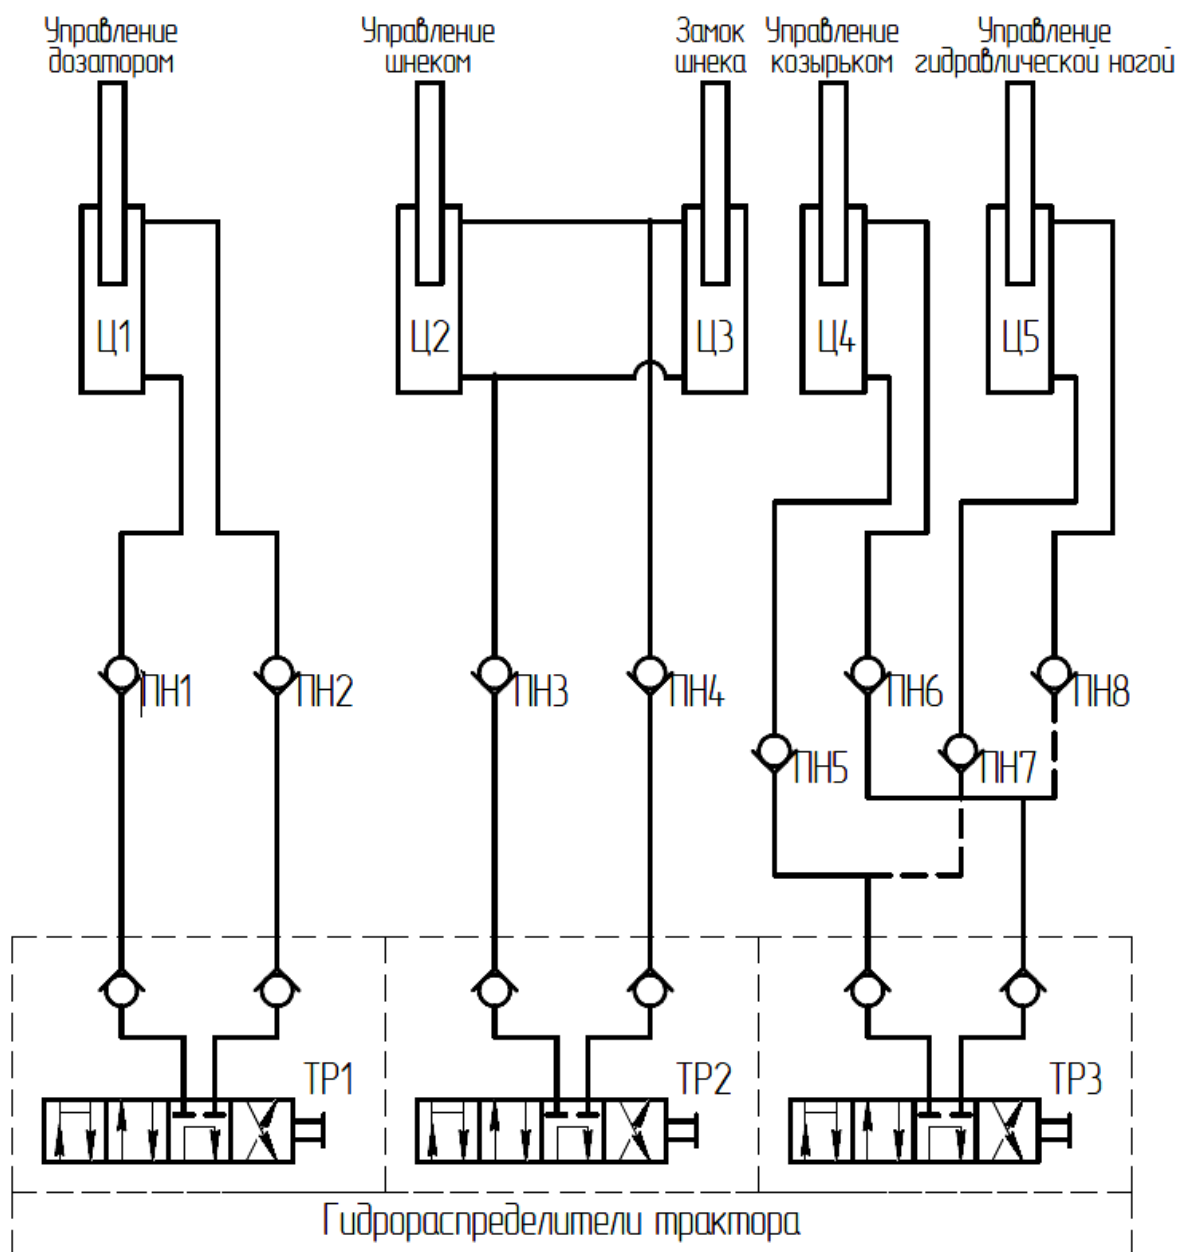 Управление
дозатором
Управление
шнеком
Замок
шнека
Управление
козырьком
Управление
гидравлической ногой
Ц1
Ц2
Ц3
Ц4
Ц5
ПН1
ПН2
ПН3
ПН4
ПН6
ПН8
ПН5
ПН7
ТР1
ТР2
ТР3
Гидрораспределители трактора